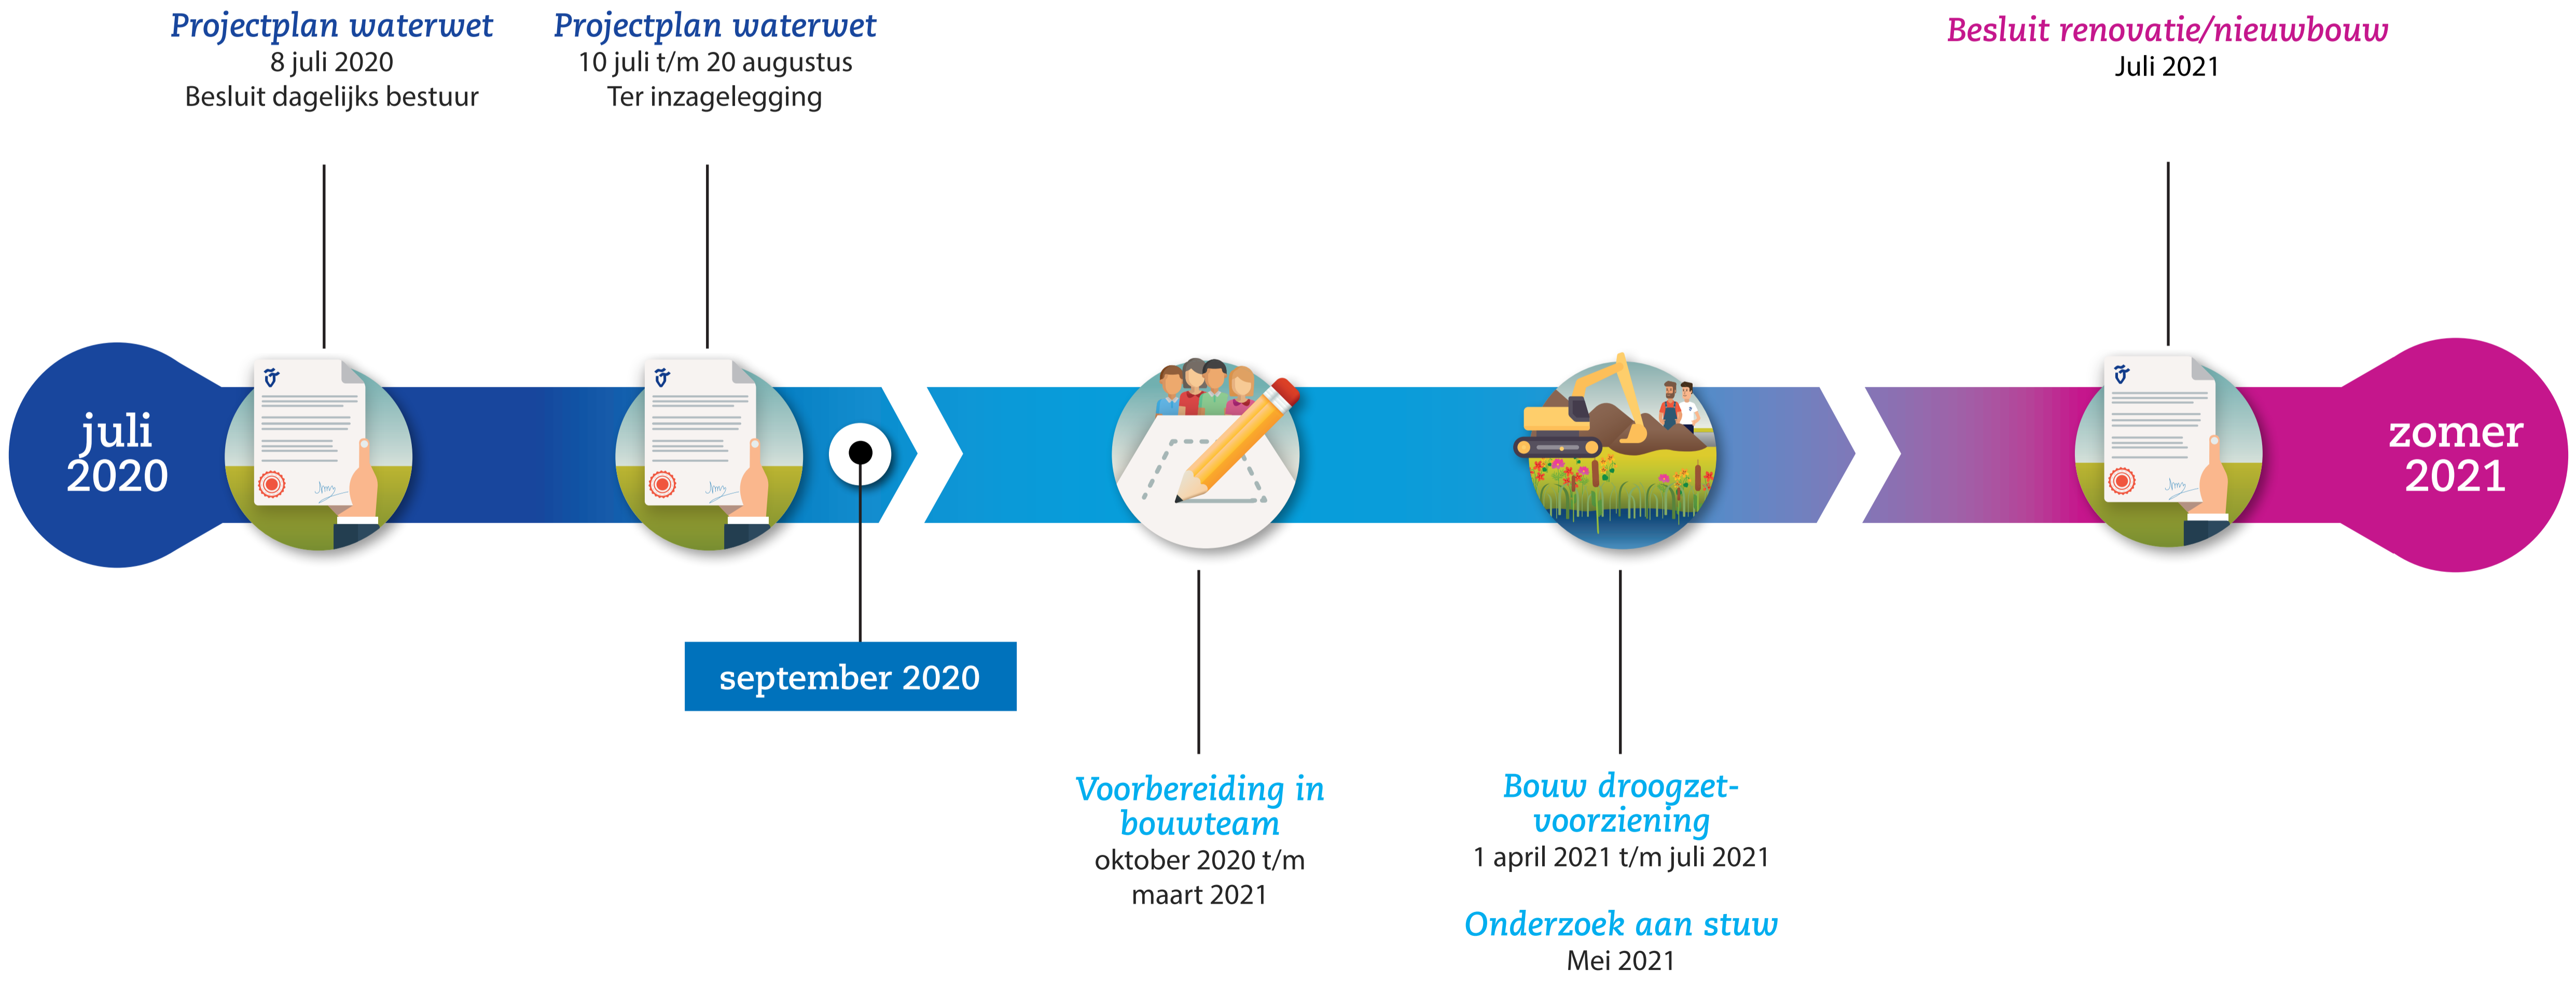 Projectplan waterwet
8 juli 2020
Besluit dagelijks bestuur
Projectplan waterwet
10 juli t/m 20 augustus
Ter inzagelegging
Besluit renovatie/nieuwbouw
Juli 2021
juli
2020
zomer
2021
september 2020
Voorbereiding in
bouwteam
oktober 2020 t/m
maart 2021
Bouw droogzet-
voorziening
1 april 2021 t/m juli 2021
Onderzoek aan stuw
Mei 2021